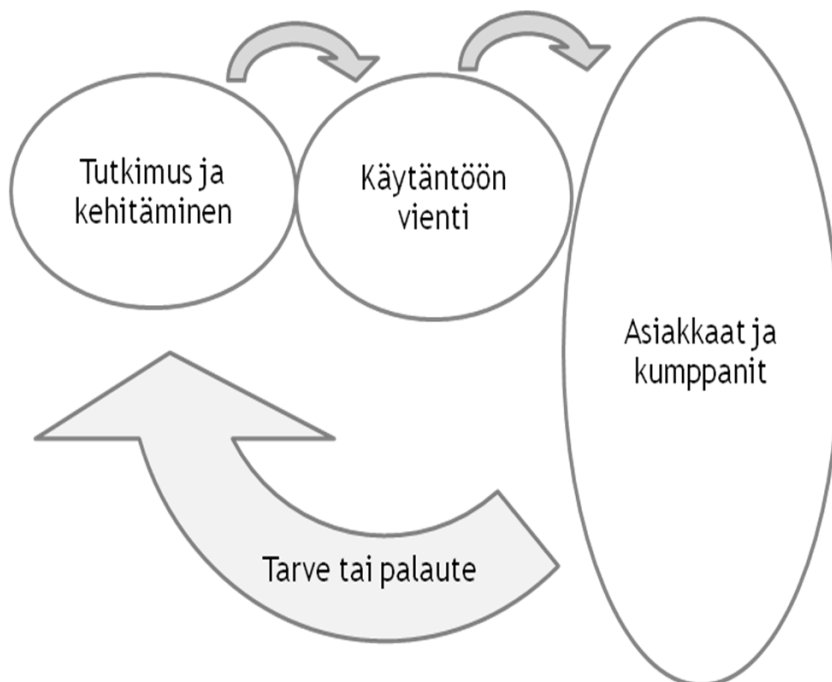 Tutkimus ja
kehitäminen
Käytäntöön
vienti
Asiakkaat ja
kumppanit
Tarve tai palaute